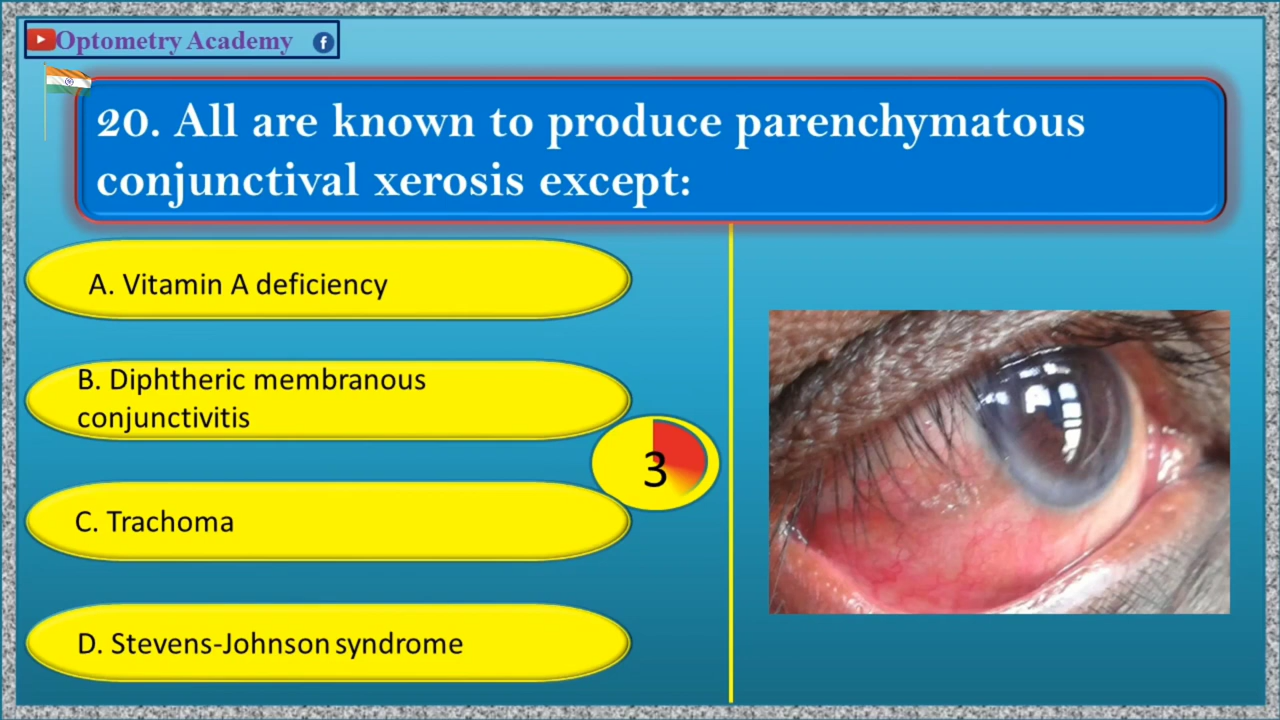 Optometry Academy
20. All are known to produce parenchymatous
conjunctival xerosis except:
A. Vitamin A deficiency
B. Diphtheric membranous
conjunctivitis
3
C. Trachoma
D. Stevens-Johnson syndrome